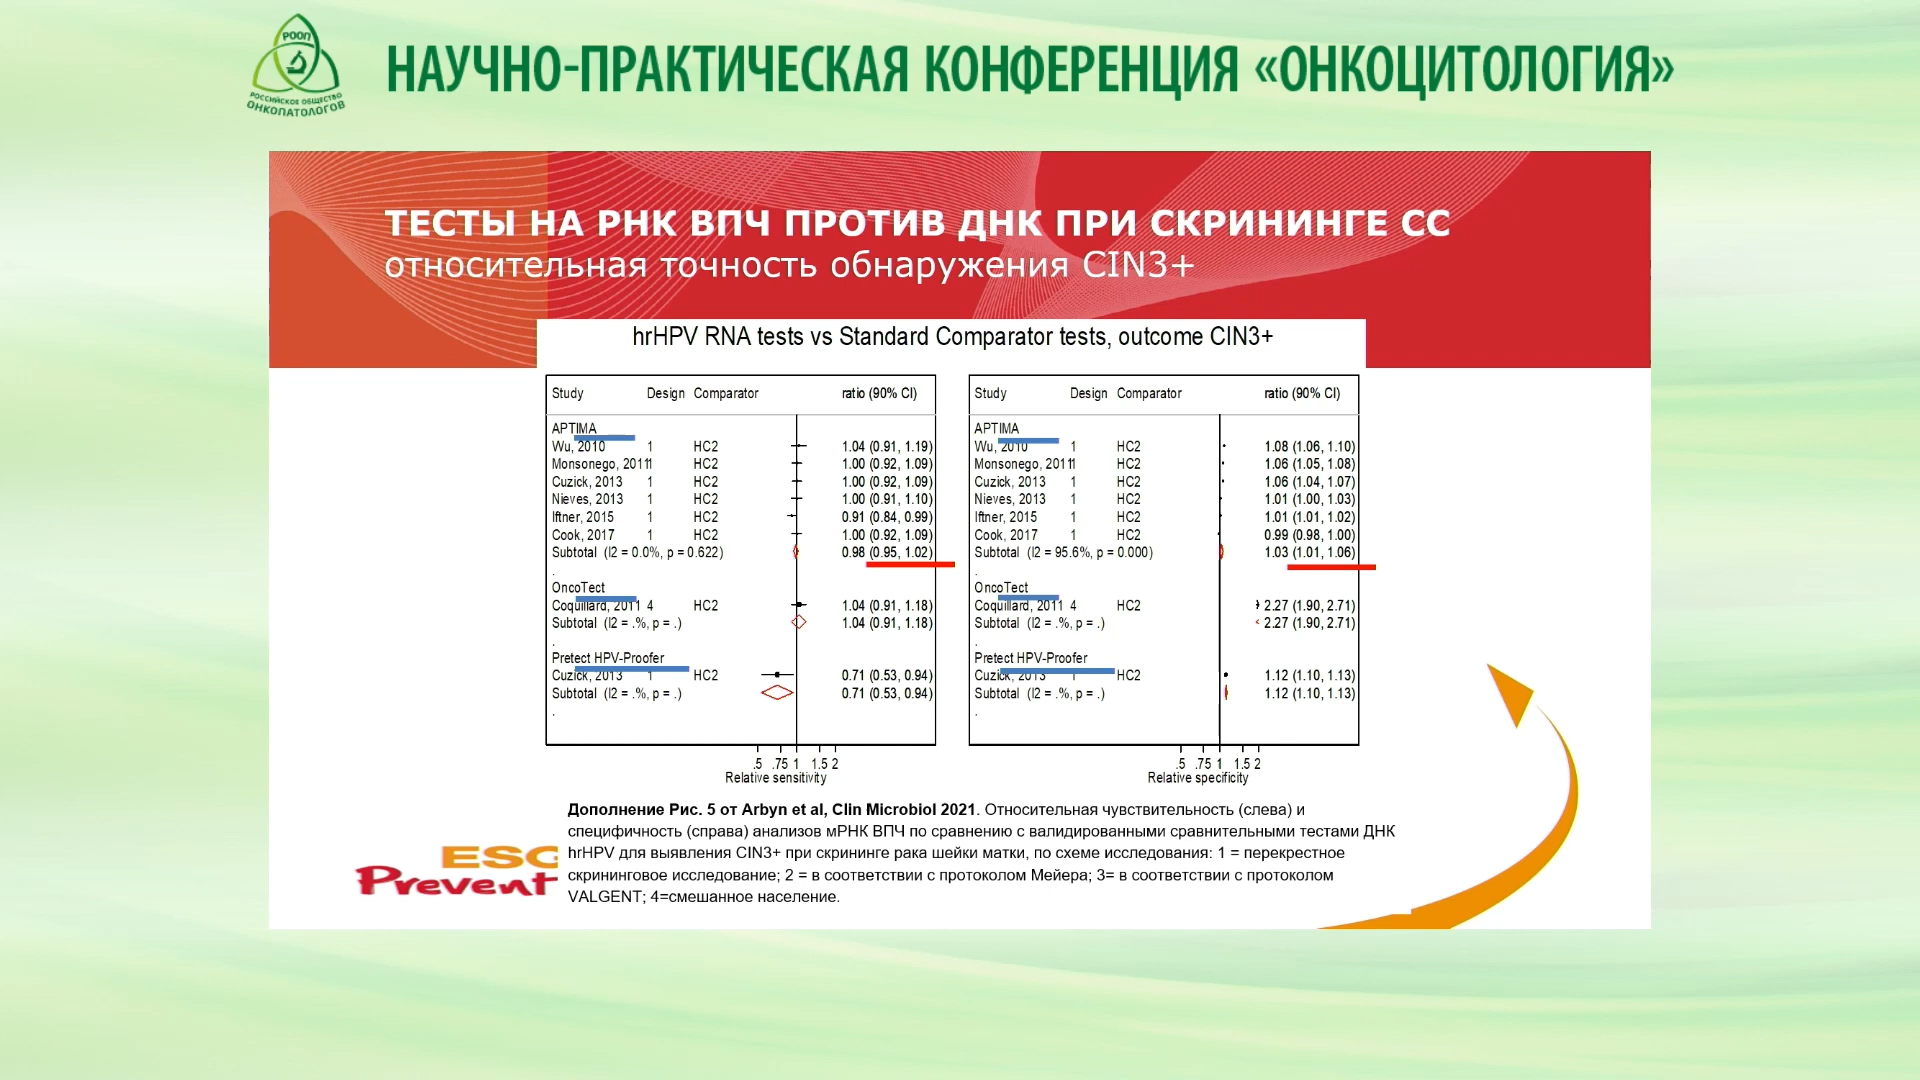 РООП
РОССИЙСКОЕ ОБЩЕСТВО
ОНКОПАТОЛОГОВ
НАУЧНО-ПРАКТИЧЕСКАЯ КОНФЕРЕНЦИЯ «ОНКОЦИТОЛОГИЯ»
ТЕСТЫ НА РНК ВПЧ ПРОТИВ ДНК ПРИ СКРИНИНГЕ СС
относительная точность обнаружения CIN3+
hrHPV RNA tests vs Standard Comparator tests, outcome CIN3+
Study Design Comparator ratio (90% CI)
APTIMA
Wu, 2010 1 HC2 1.04 (0.91, 1.19)
Monsonego, 2011 1 HC2 1.00 (0.92, 1.09)
Cuzick, 2013 1 HC2 1.00 (0.92, 1.09)
Nieves, 2013 1 HC2 1.00 (0.91, 1.10)
Iftner, 2015 1 HC2 0.91 (0.84, 0.99)
Cook, 2017 1 HC2 1.00 (0.92, 1.09)
Subtotal (I2 = 0.0%, p = 0.622) 0.98 (0.95, 1.02)
.
OncoTect
Coquillard, 2011 4 HC2 1.04 (0.91, 1.18)
Subtotal (I2 = .%, p = .) 1.04 (0.91, 1.18)
.
Pretect HPV-Proofer
Cuzick, 2013 1 HC2 0.71 (0.53, 0.94)
Subtotal (I2 = .%, p = .) 0.71 (0.53, 0.94)
.
.5 .75 1 1.5 2
Relative sensitivity
Study Design Comparator ratio (90% CI)
APTIMA
Wu, 2010 1 HC2 1.08 (1.06, 1.10)
Monsonego, 2011 1 HC2 1.06 (1.05, 1.08)
Cuzick, 2013 1 HC2 1.06 (1.04, 1.07)
Nieves, 2013 1 HC2 1.01 (1.00, 1.03)
Iftner, 2015 1 HC2 1.01 (1.01, 1.02)
Cook, 2017 1 HC2 0.99 (0.98, 1.00)
Subtotal (I2 = 95.6%, p = 0.000) 1.03 (1.01, 1.06)
.
OncoTect
Coquillard, 2011 4 HC2 2.27 (1.90, 2.71)
Subtotal (I2 = .%, p = .) 2.27 (1.90, 2.71)
.
Pretect HPV-Proofer
Cuzick, 2013 1 HC2 1.12 (1.10, 1.13)
Subtotal (I2 = .%, p = .) 1.12 (1.10, 1.13)
.
.5 .75 1 1.5 2
Relative specificity
Дополнение Рис. 5 от Arbyn et al, Clin Microbiol 2021. Относительная чувствительность (слева) и
специфичность (справа) анализов мРНК ВПЧ по сравнению с валидированными сравнительными тестами ДНК
hrHPV для выявления CIN3+ при скрининге рака шейки матки, по схеме исследования: 1 = перекрестное
скрининговое исследование; 2 = в соответствии с протоколом Мейера; 3= в соответствии с протоколом
VALGENT; 4=смешанное население.
ESG
Prevent